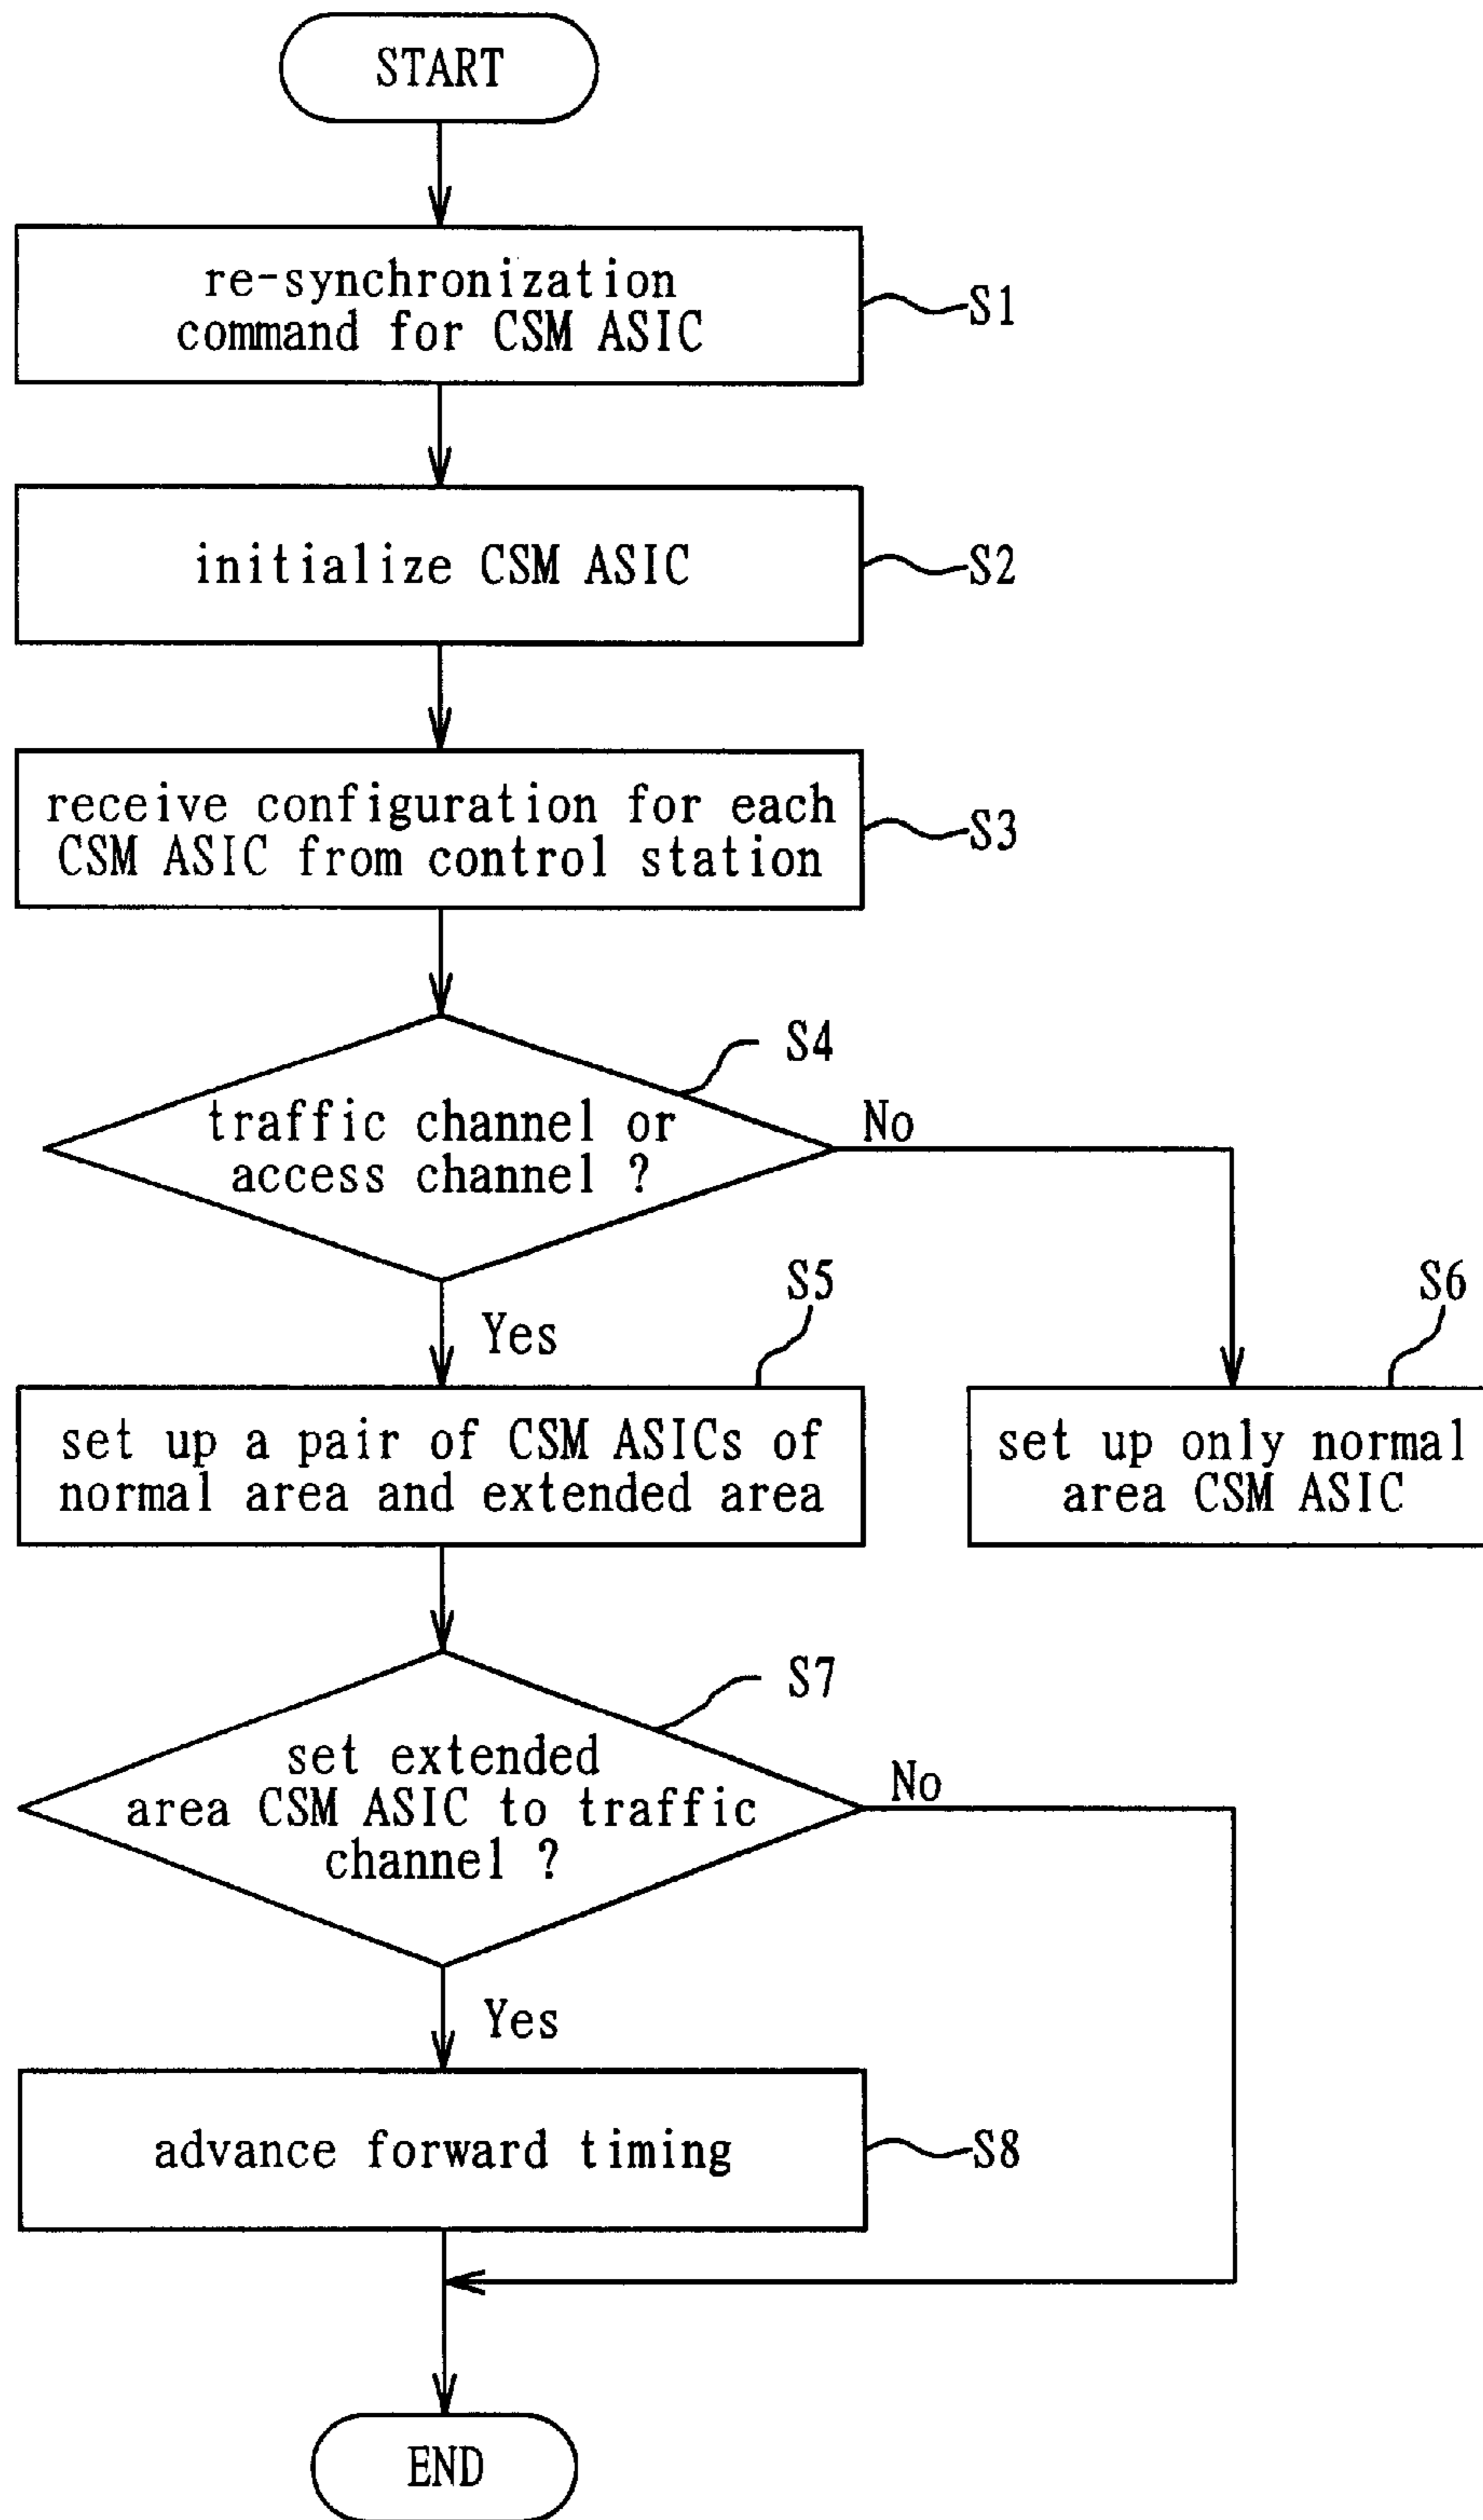 START
re-synchronization
command for CSM ASIC
S1
initialize CSM ASIC
S2
receive configuration for each
CSM ASIC from control station
S3
S4
traffic channel or
access channel ?
No
Yes
S5
S6
set up a pair of CSM ASICs of
normal area and extended area
set up only normal
area CSM ASIC
S7
set extended
area CSM ASIC to traffic
channel ?
No
Yes
advance forward timing
S8
END